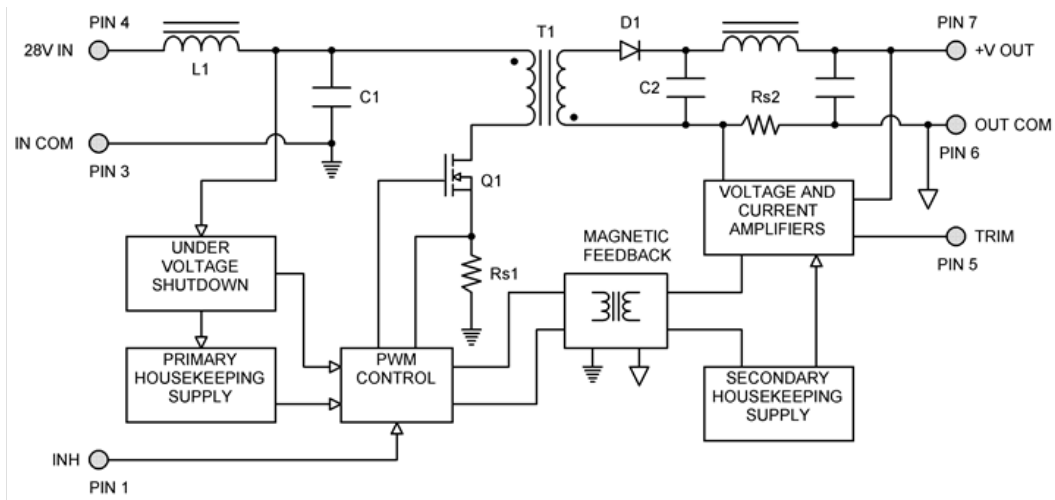 PIN 4
28V IN
L1
C1
IN COM
PIN 3
T1
D1
C2
Rs2
PIN 7
+V OUT
OUT COM
PIN 6
Q1
Rs1
UNDER
VOLTAGE
SHUTDOWN
PRIMARY
HOUSEKEEPING
SUPPLY
PWM
CONTROL
MAGNETIC
FEEDBACK
VOLTAGE AND
CURRENT
AMPLIFIERS
TRIM
PIN 5
SECONDARY
HOUSEKEEPING
SUPPLY
INH
PIN 1